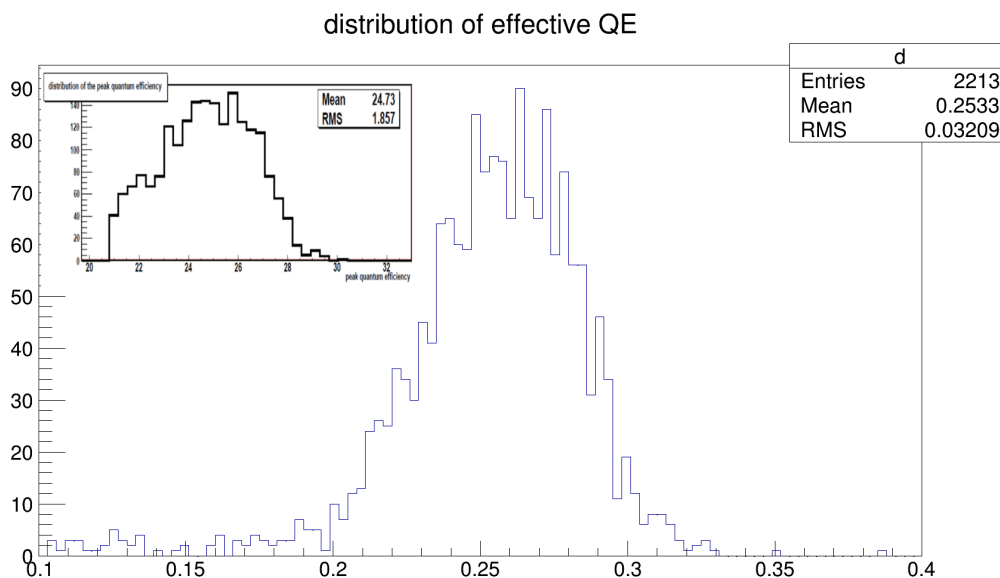 distribution of effective QE
d
Entries 2213
Mean 0.2533
RMS 0.03209
90
80
70
60
50
40
30
20
10
0
0.1 0.15 0.2 0.25 0.3 0.35 0.4
distribution of the peak quantum efficiency
Mean 24.73
RMS 1.857
140
120
100
80
60
40
20
0
20 22 24 26 28 30 32
peak quantum efficiency